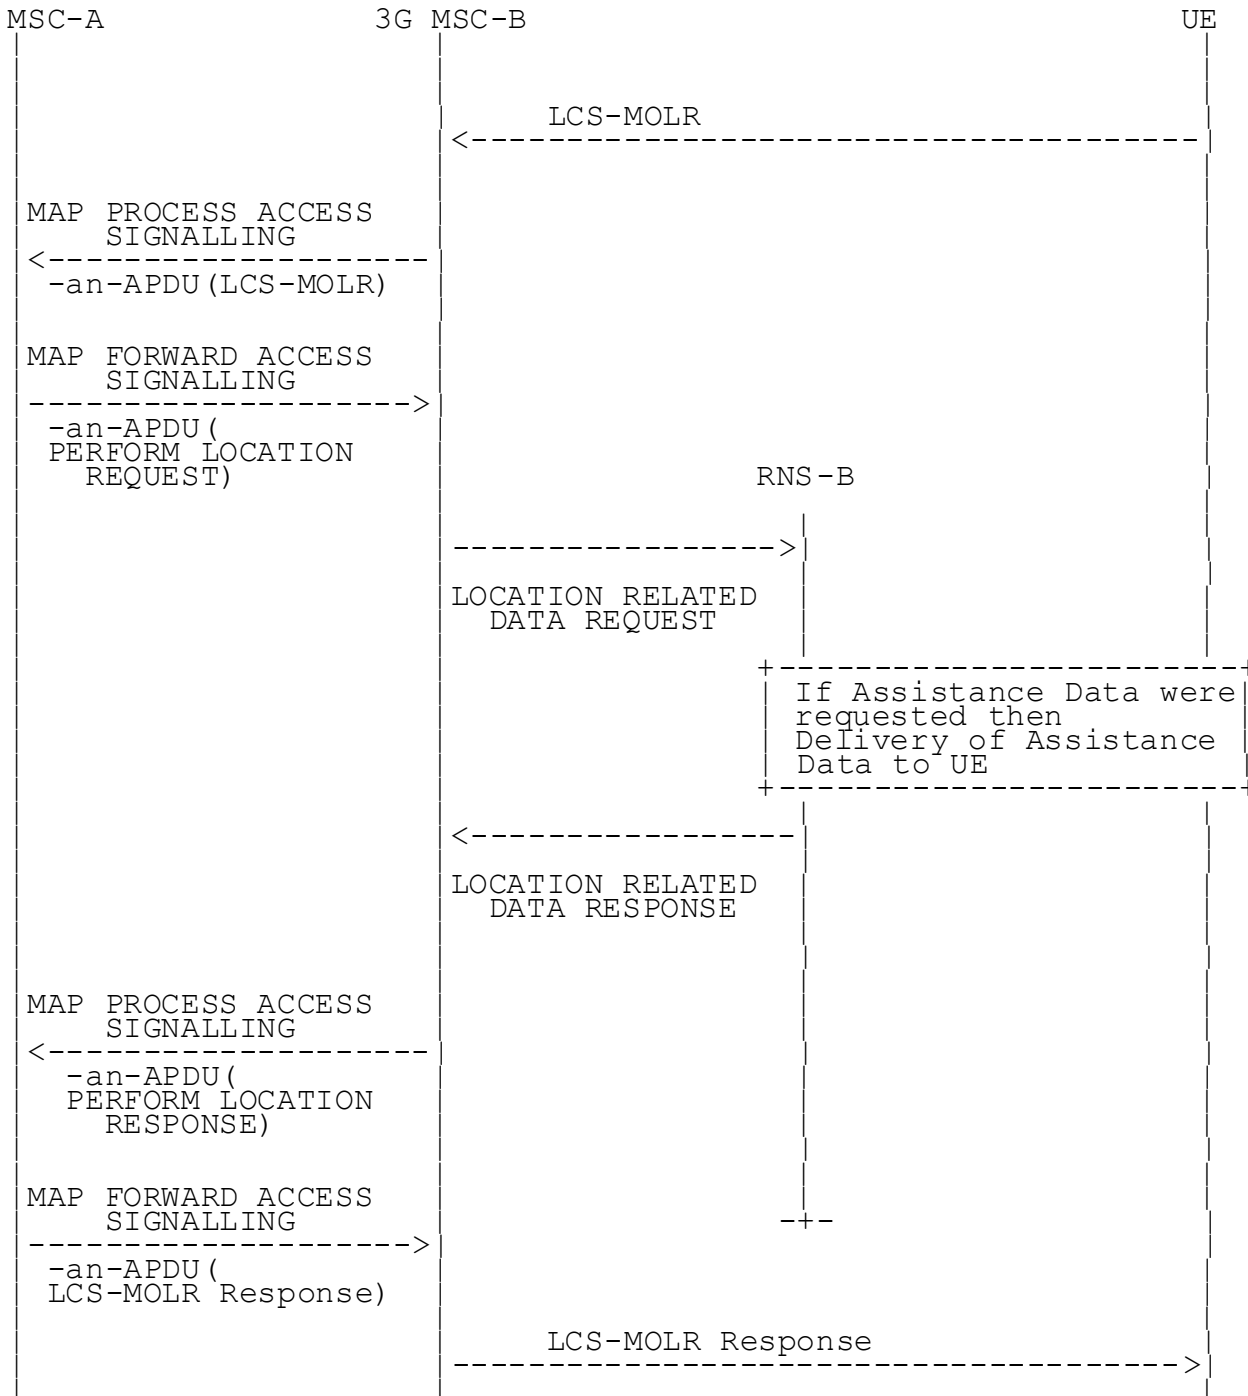 MSC-A 3G MSC-B UE
LCS-MOLR
MAP PROCESS ACCESS
SIGNALLING
-an-APDU(LCS-MOLR)
MAP FORWARD ACCESS
SIGNALLING
-an-APDU(
PERFORM LOCATION
REQUEST)
RNS-B
LOCATION RELATED
DATA REQUEST
If Assistance Data were
requested then
Delivery of Assistance
Data to UE
LOCATION RELATED
DATA RESPONSE
MAP PROCESS ACCESS
SIGNALLING
-an-APDU(
PERFORM LOCATION
RESPONSE)
MAP FORWARD ACCESS
SIGNALLING
-an-APDU(
LCS-MOLR Response)
LCS-MOLR Response